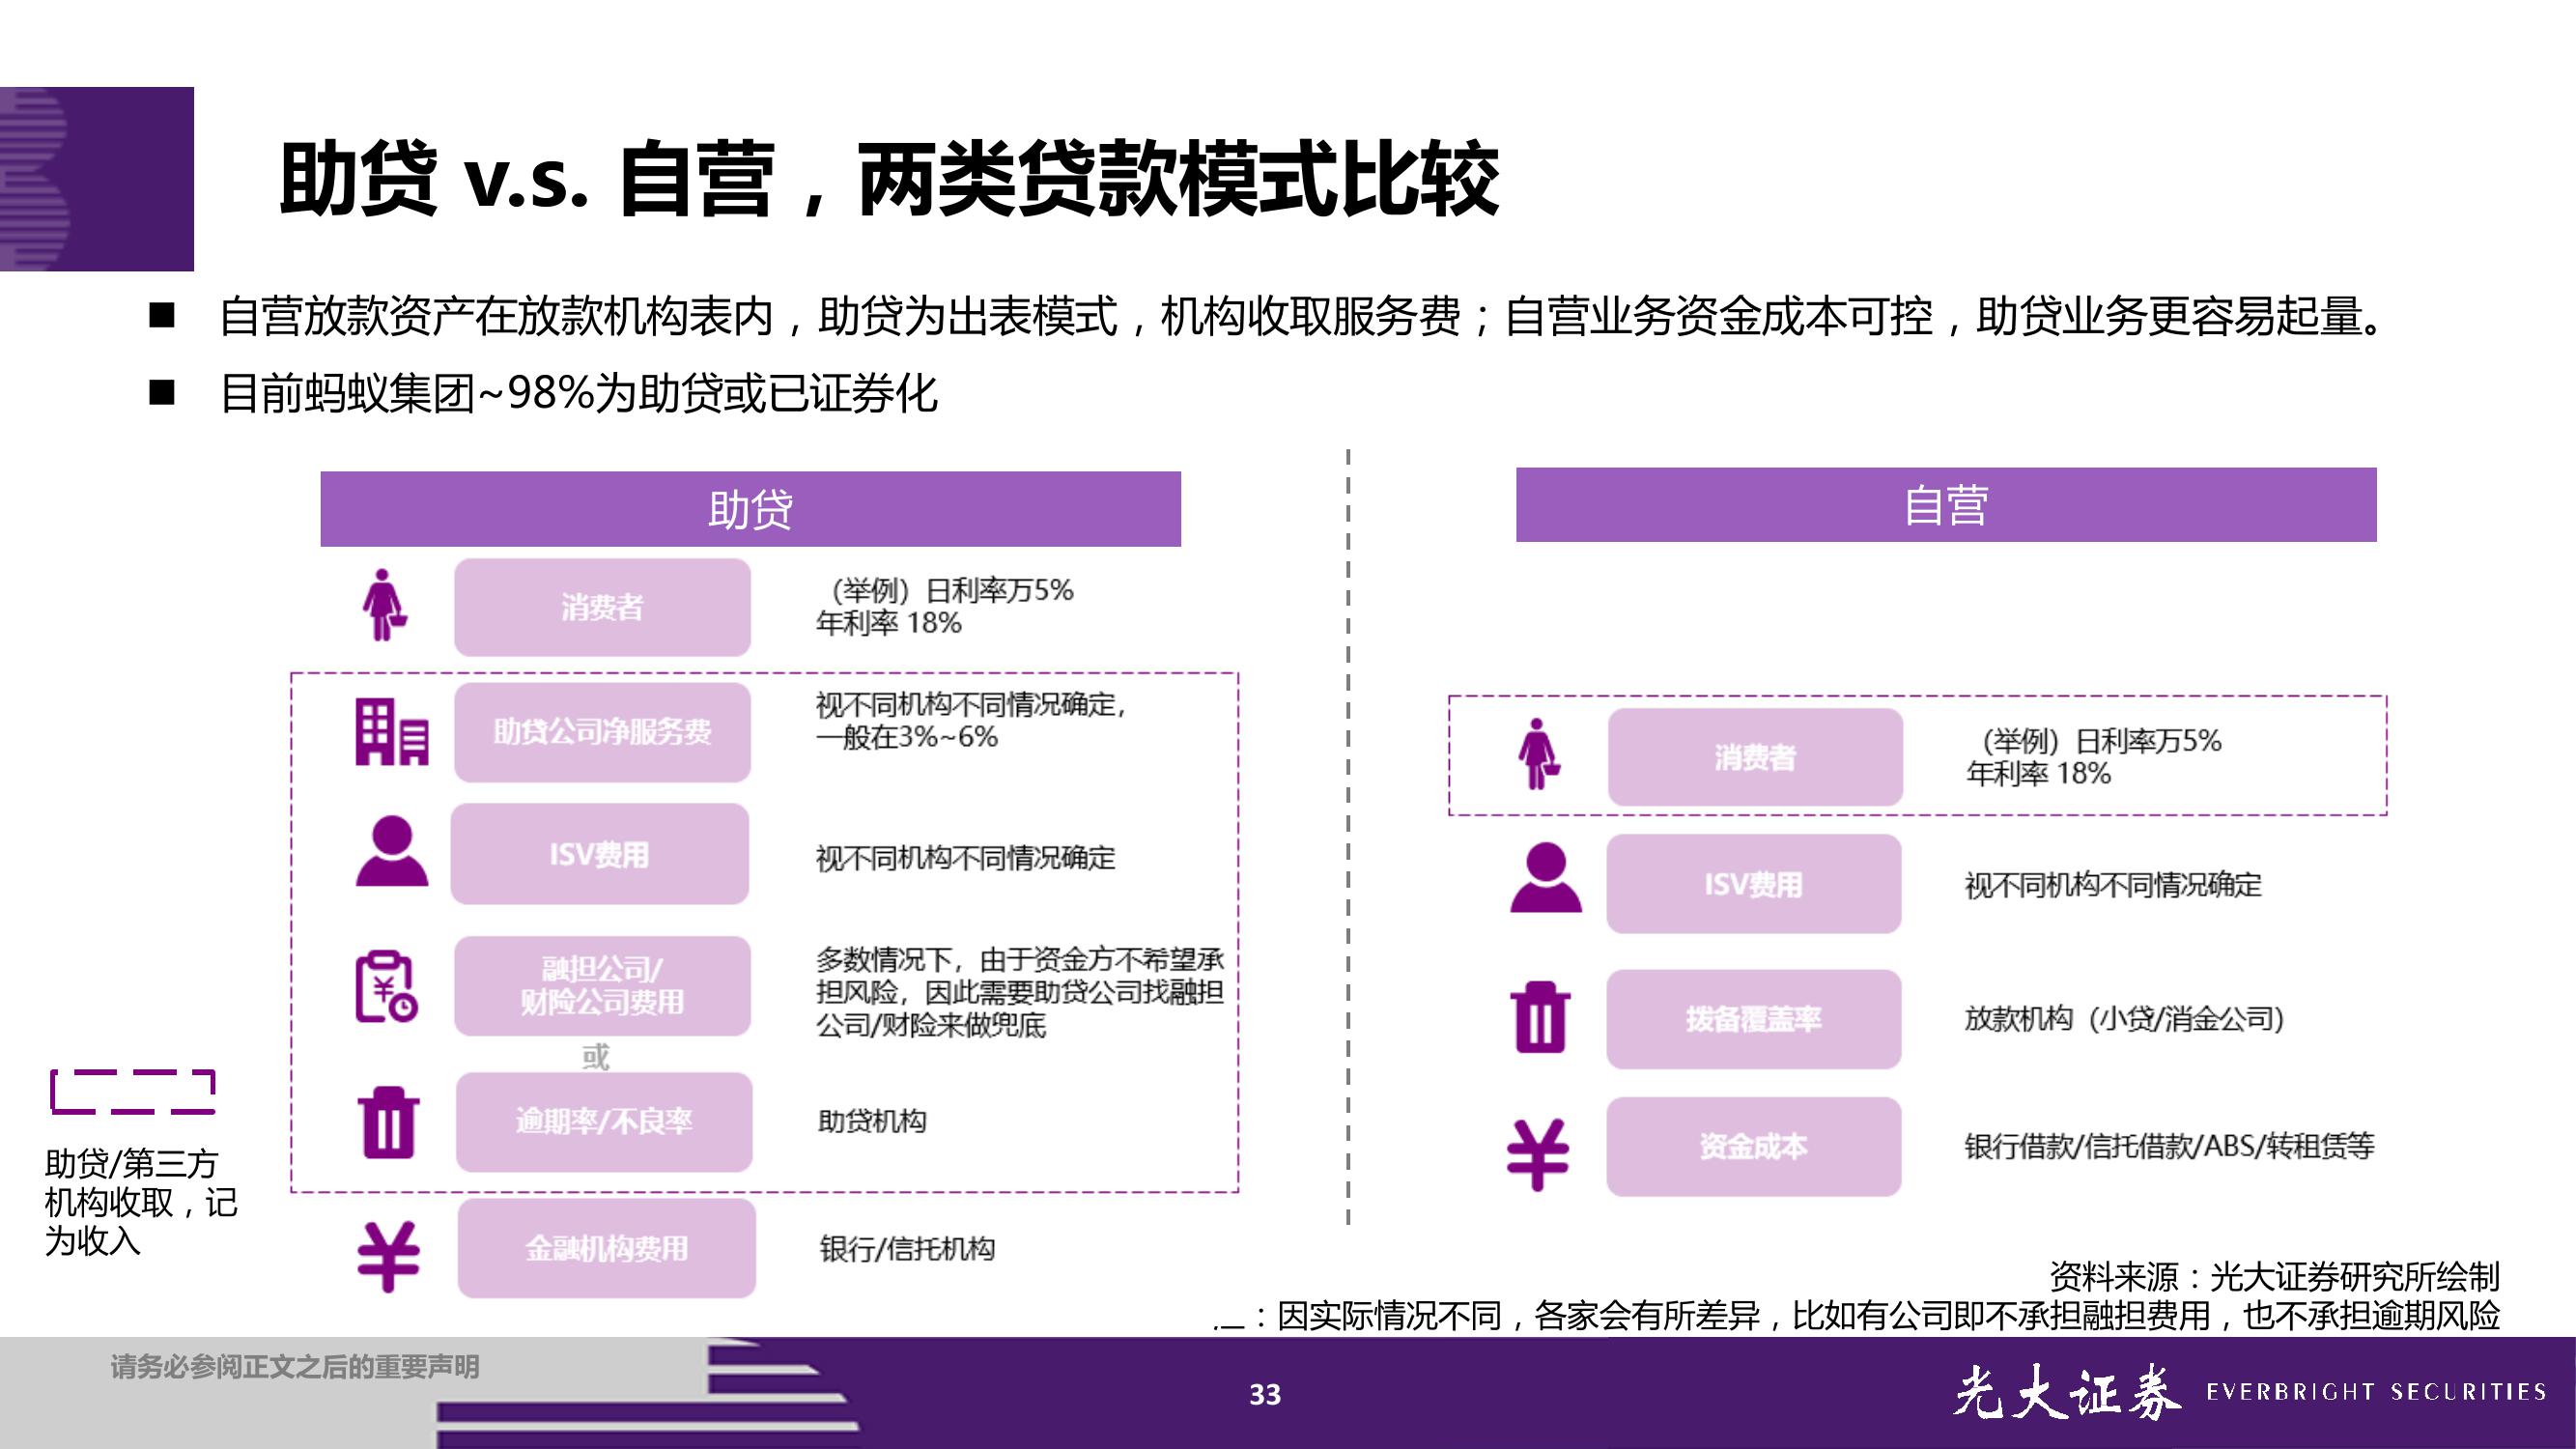 助贷 v.s. 自营，两类贷款模式比较
自营放款资产在放款机构表内，助贷为出表模式，机构收取服务费；自营业务资金成本可控，助贷业务更容易起量。
目前蚂蚁集团~98%为助贷或已证券化
助贷
消费者
（举例）日利率万5%
年利率 18%
助贷公司净服务费
视不同机构不同情况确定，
一般在3%~6%
ISV费用
视不同机构不同情况确定
融担公司/
财险公司费用
多数情况下，由于资金方不希望承
担风险，因此需要助贷公司找融担
公司/财险来做兜底
或
逾期率/不良率
助贷机构
金融机构费用
银行/信托机构
助贷/第三方
机构收取，记
为收入
自营
消费者
（举例）日利率万5%
年利率 18%
ISV费用
视不同机构不同情况确定
拨备覆盖率
放款机构（小贷/消金公司）
资金成本
银行借款/信托借款/ABS/转租赁等
资料来源：光大证券研究所绘制
：因实际情况不同，各家会有所差异，比如有公司即不承担融担费用，也不承担逾期风险
请务必参阅正文之后的重要声明
33
光大证券 EVERBRIGHT SECURITIES